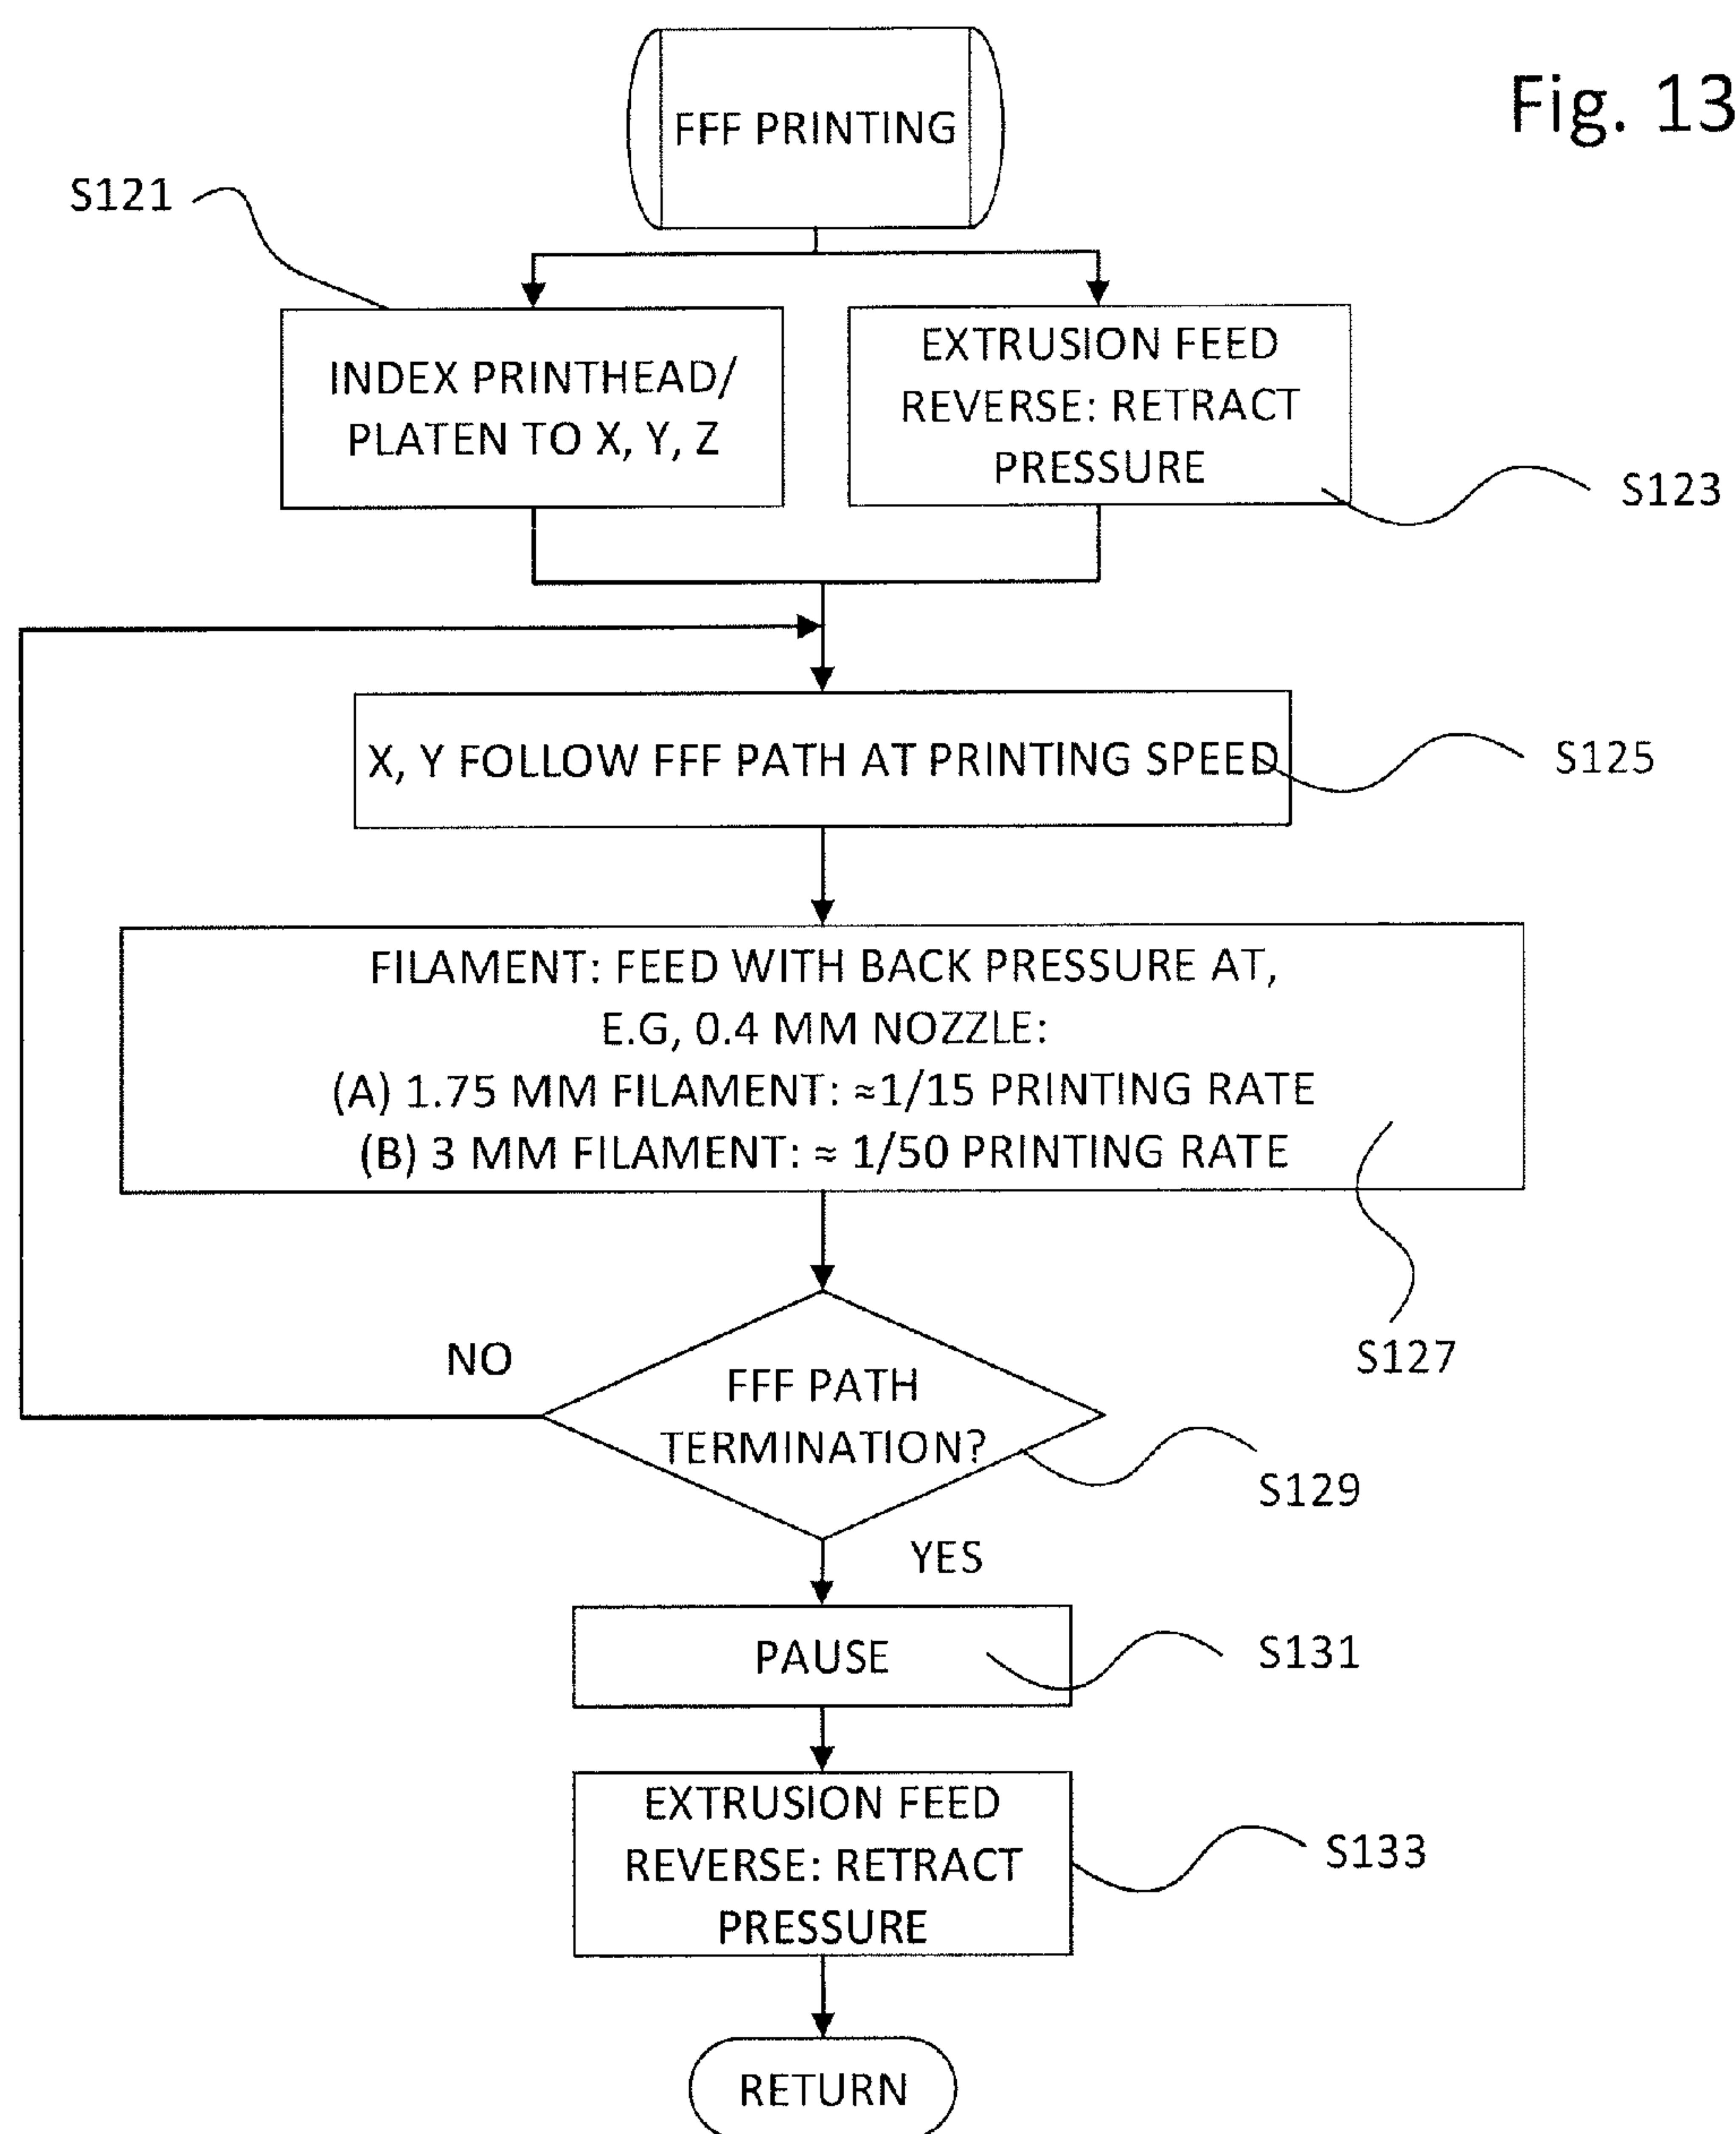 Fig. 13
FFF PRINTING
S121
INDEX PRINTHEAD/
PLATEN TO X, Y, Z
EXTRUSION FEED
REVERSE: RETRACT
PRESSURE
S123
X, Y FOLLOW FFF PATH AT PRINTING SPEED
S125
FILAMENT: FEED WITH BACK PRESSURE AT,
E.G, 0.4 MM NOZZLE:
(A) 1.75 MM FILAMENT: ≈1/15 PRINTING RATE
(B) 3 MM FILAMENT: ≈ 1/50 PRINTING RATE
S127
NO
FFF PATH
TERMINATION?
S129
YES
PAUSE
S131
EXTRUSION FEED
REVERSE: RETRACT
PRESSURE
S133
RETURN